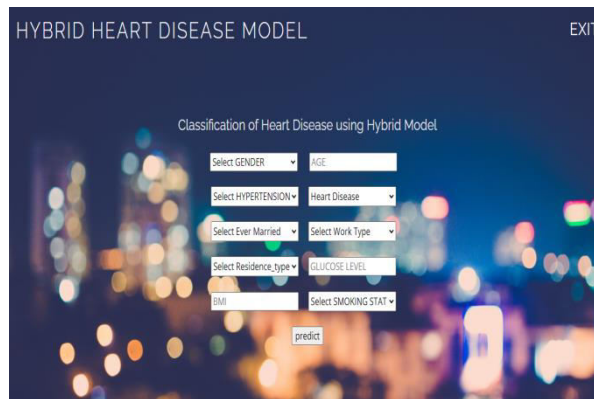 HYBRID HEART DISEASE MODEL
EXIT
Classification of Heart Disease using Hybrid Model
Select GENDER AGE
Select HYPERTENSION Heart Disease
Select Ever Married Select Work Type
Select Residence_type GLUCOSE LEVEL
BMI Select SMOKING STAT
predict